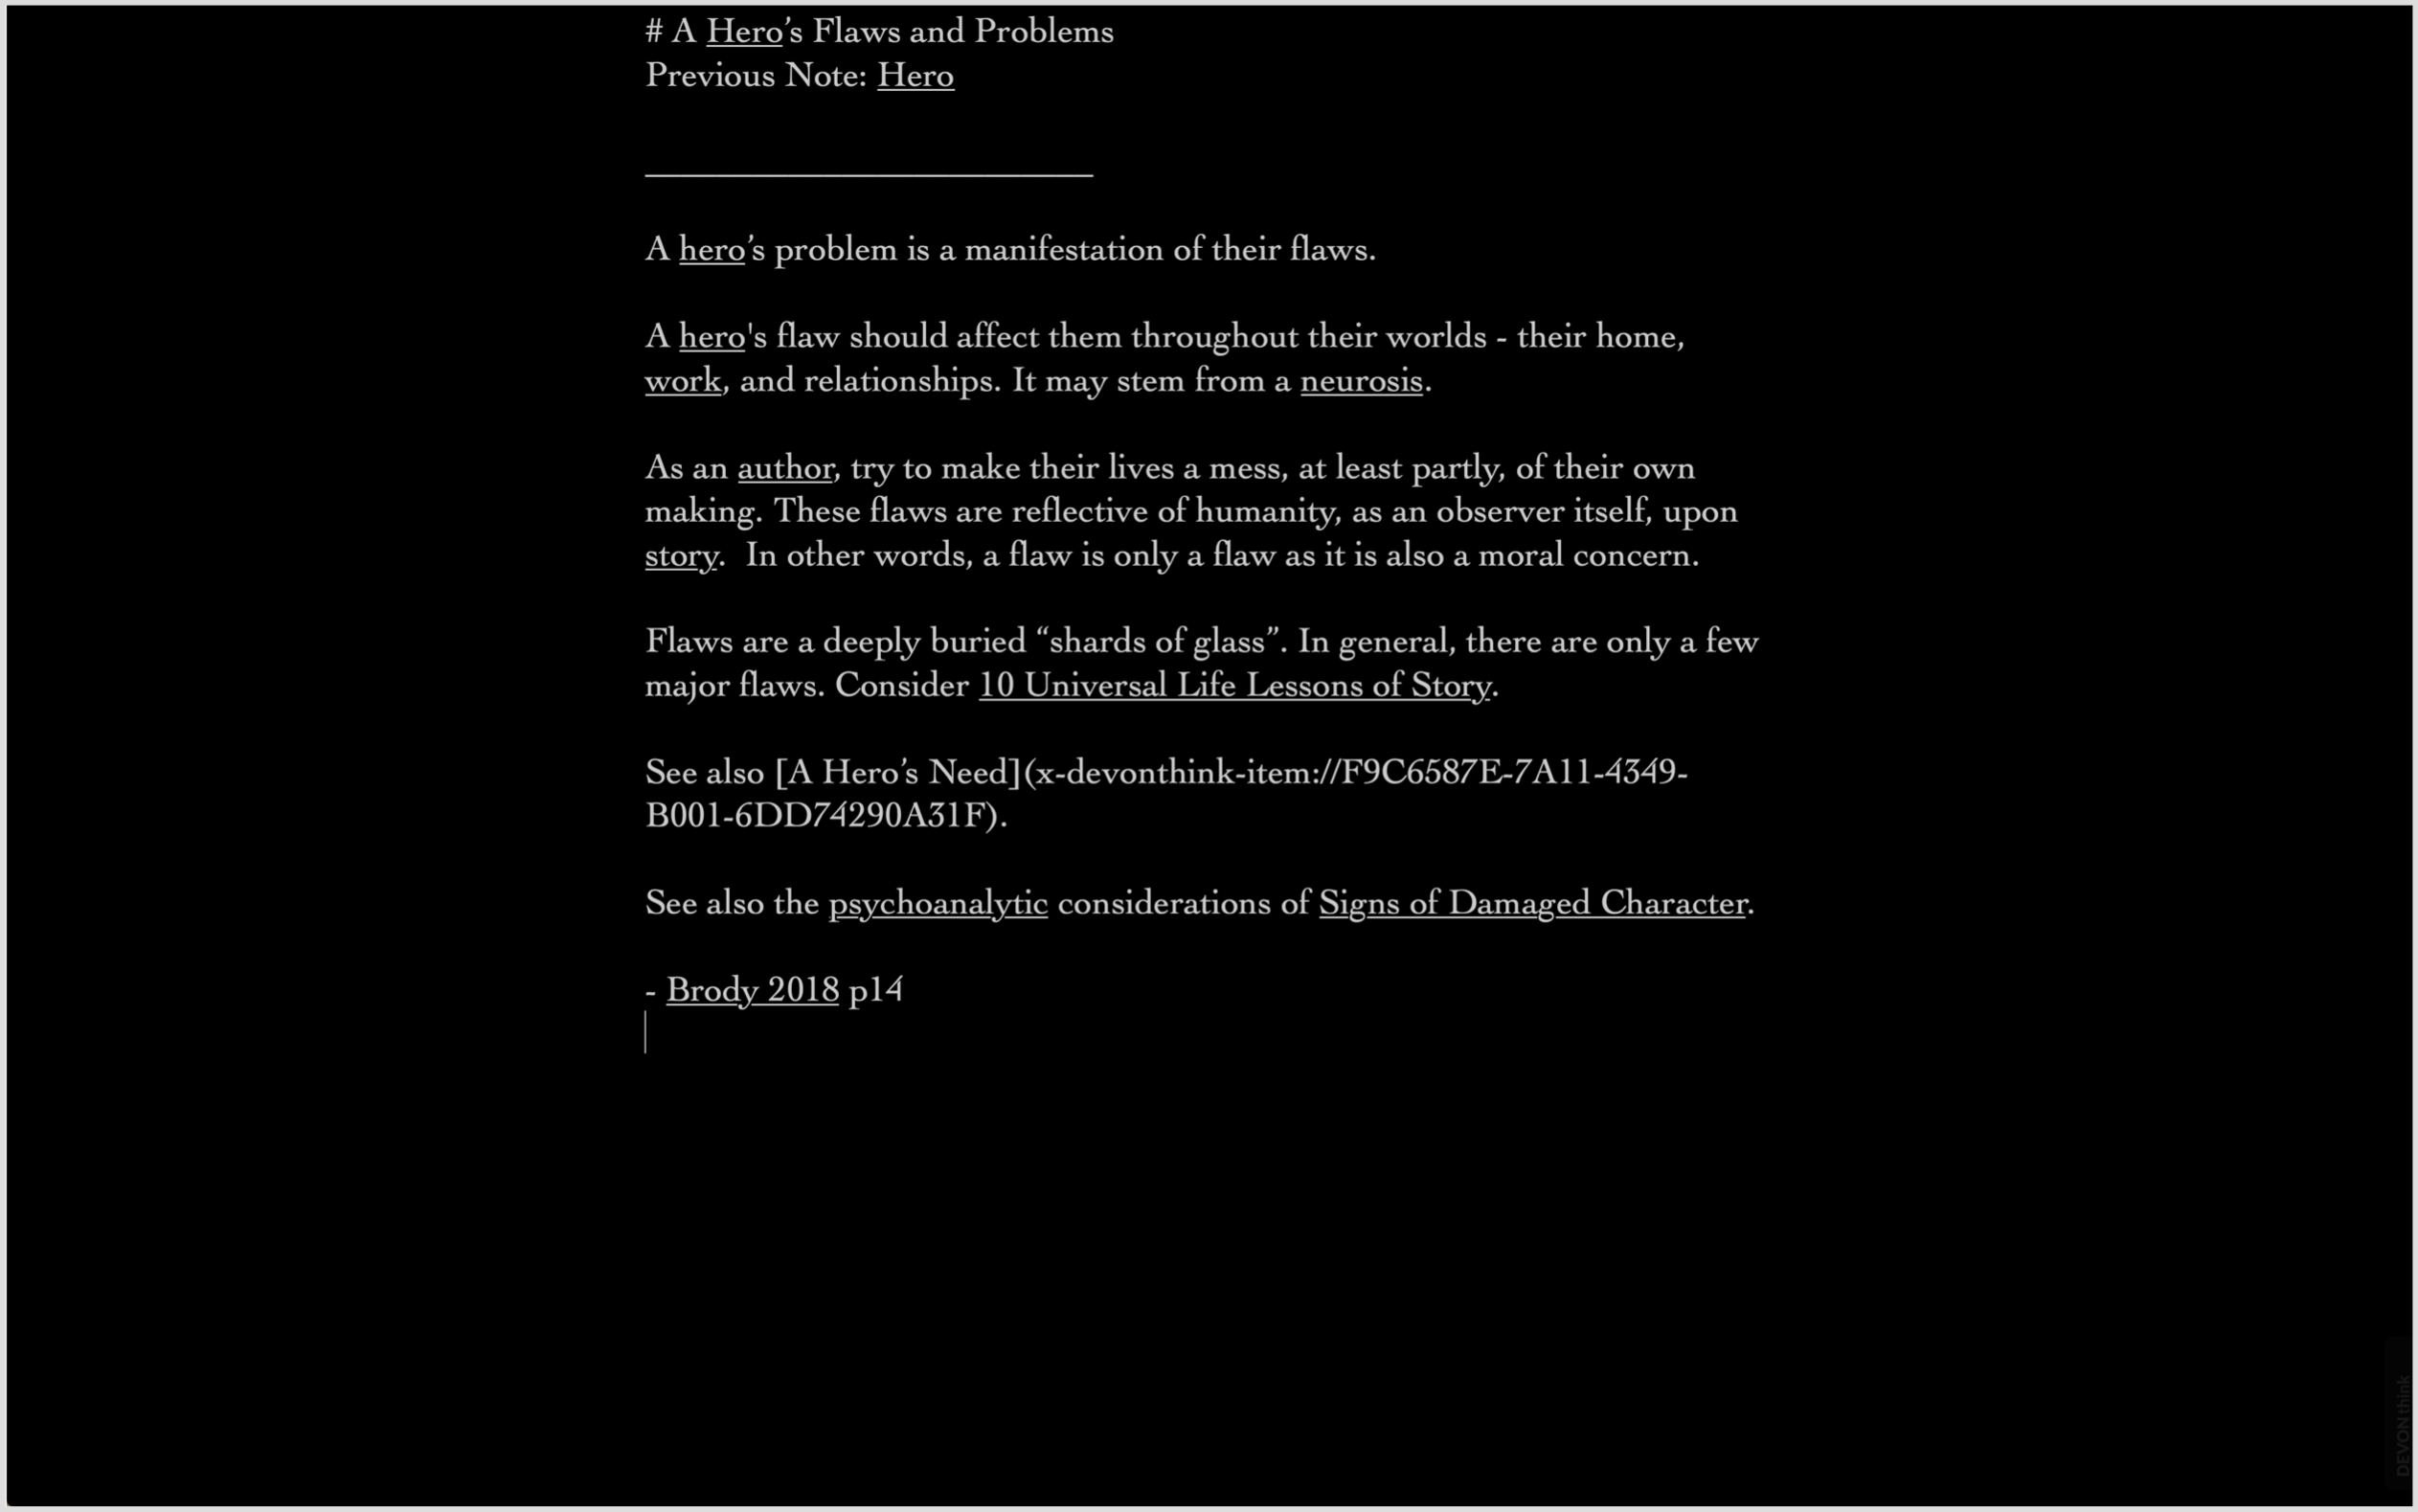 # A Hero’s Flaws and Problems
Previous Note: Hero
A hero’s problem is a manifestation of their flaws.
A hero's flaw should affect them throughout their worlds - their home,
work, and relationships. It may stem from a neurosis.
As an author, try to make their lives a mess, at least partly, of their own
making. These flaws are reflective of humanity, as an observer itself, upon
story.  In other words, a flaw is only a flaw as it is also a moral concern.
Flaws are a deeply buried “shards of glass”. In general, there are only a few
major flaws. Consider 10 Universal Life Lessons of Story.
See also [A Hero’s Need](x-devonthink-item://F9C6587E-7A11-4349-
B001-6DD74290A31F).
See also the psychoanalytic considerations of Signs of Damaged Character.
- Brody 2018 p14
DEVONthink